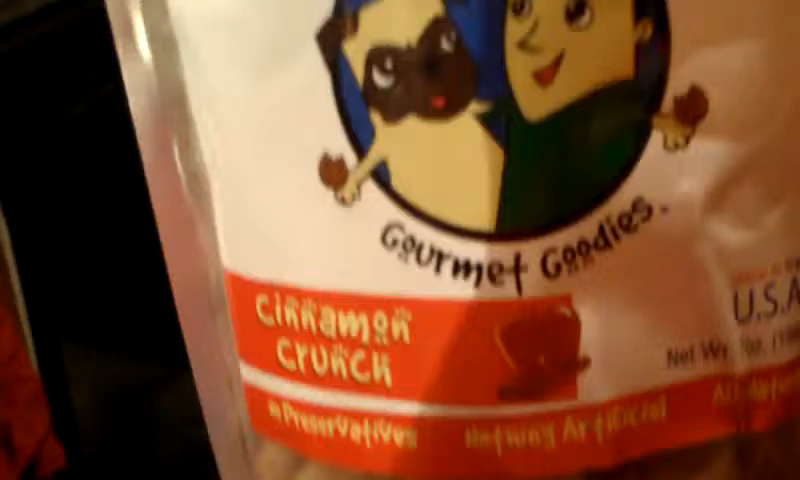 Gourmet Goodies
Cinnamon
Crunch
U.S.A
Net Wt.
Preservatives Nothing Artificial